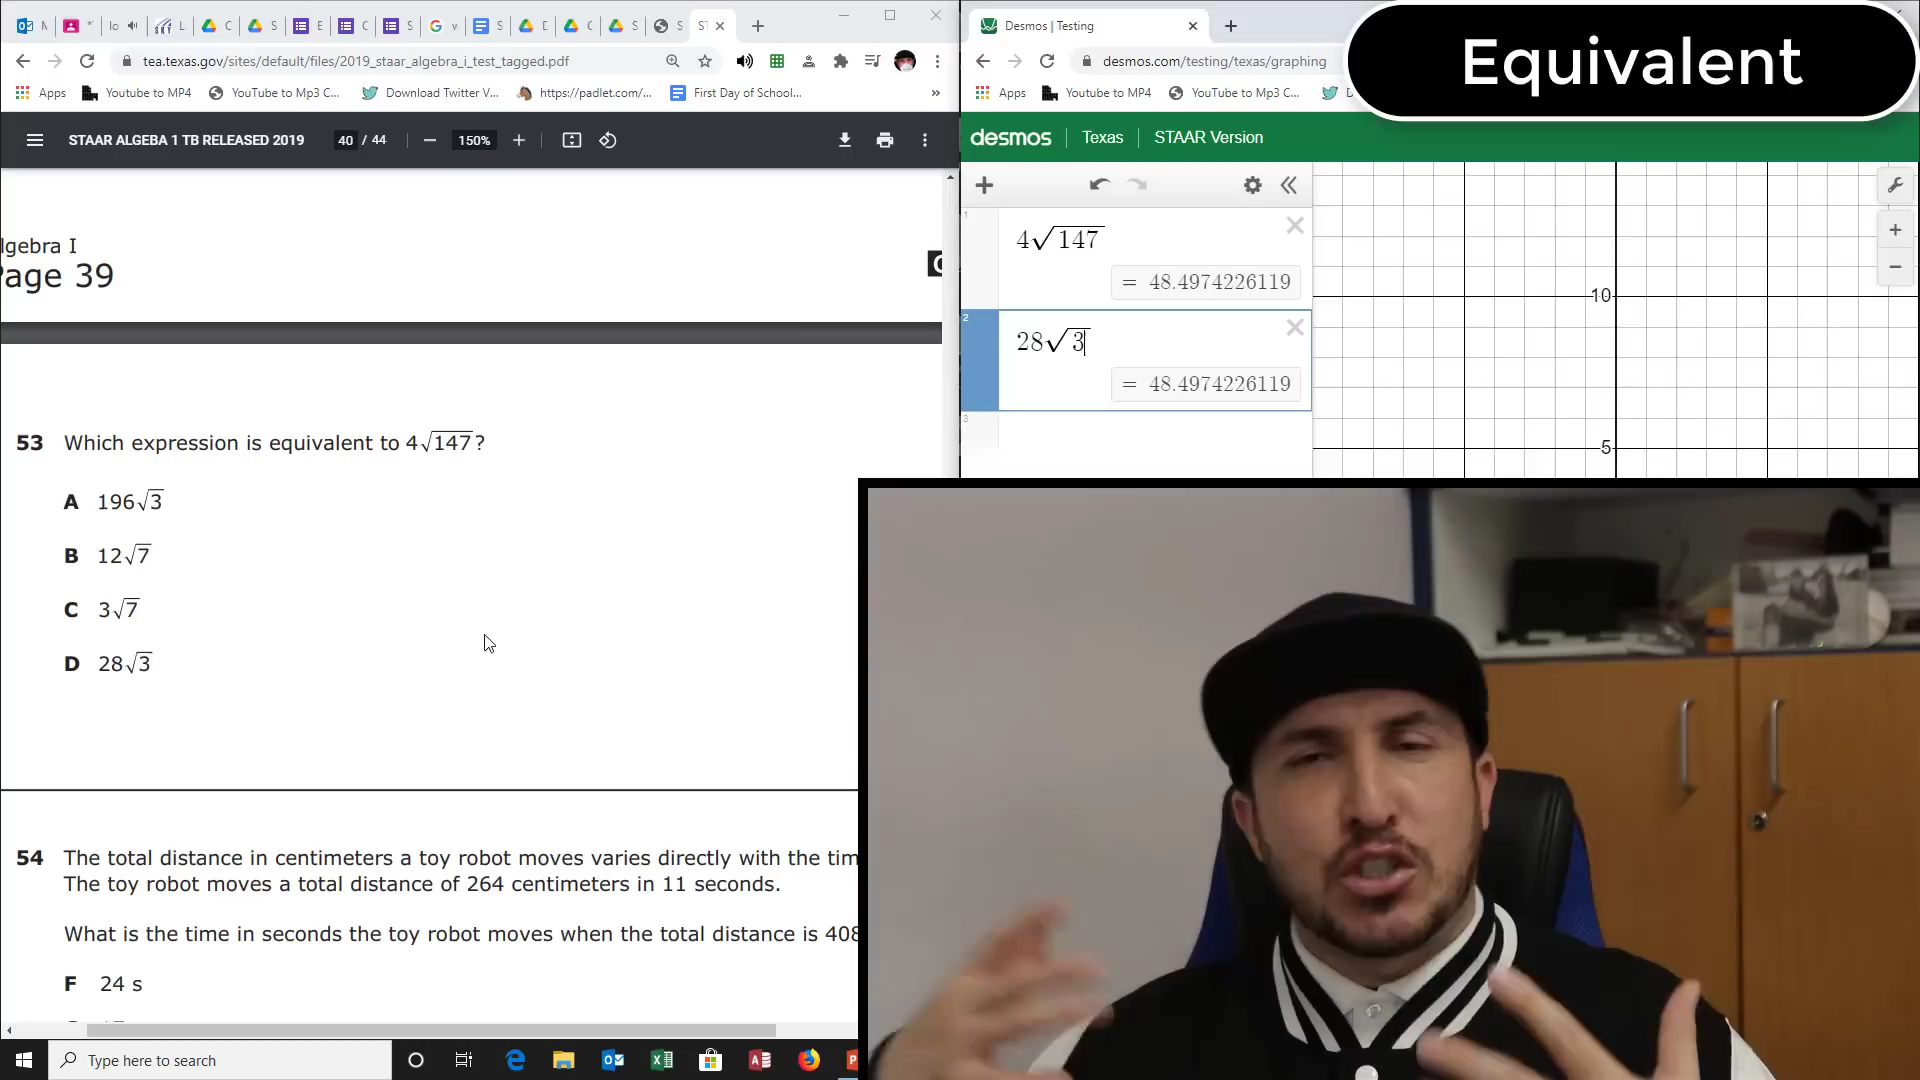 tea.texas.gov/sites/default/files/2019_staar_algebra_i_test_tagged.pdf
Apps Youtube to MP4 YouTube to Mp3 C... Download Twitter V... https://padlet.com/... First Day of School... »
STAAR ALGEBA 1 TB RELEASED 2019 40 / 44 − 150% +
lgebra I
age 39
53 Which expression is equivalent to 4√147?
A 196√3
B 12√7
C 3√7
D 28√3
54 The total distance in centimeters a toy robot moves varies directly with the tim
The toy robot moves a total distance of 264 centimeters in 11 seconds.
What is the time in seconds the toy robot moves when the total distance is 408
F 24 s
Type here to search
Desmos | Testing
desmos.com/testing/texas/graphing
Apps Youtube to MP4 YouTube to Mp3 C...
Equivalent
desmos Texas STAAR Version
1
4√147
= 48.4974226119
2
28√3
= 48.4974226119
3
10
5